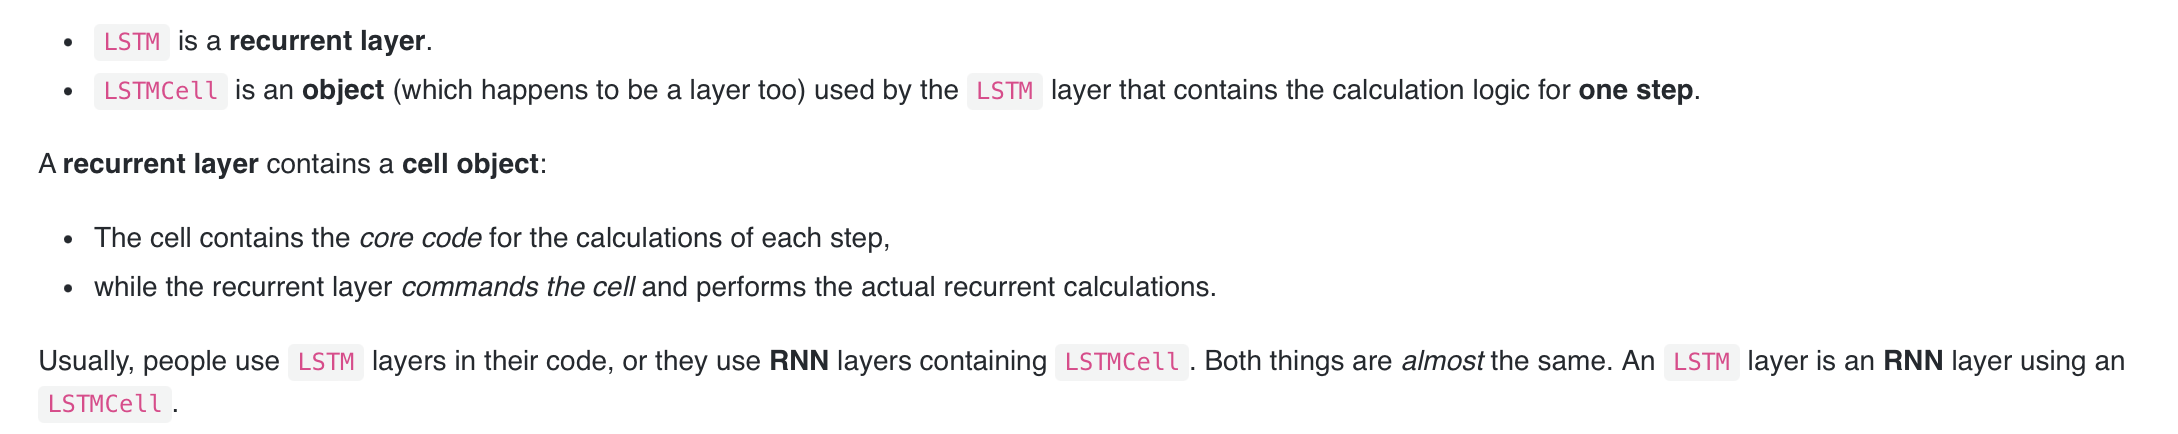 • LSTM is a recurrent layer.
• LSTMCell is an object (which happens to be a layer too) used by the LSTM layer that contains the calculation logic for one step.
A recurrent layer contains a cell object:
• The cell contains the core code for the calculations of each step,
• while the recurrent layer commands the cell and performs the actual recurrent calculations.
Usually, people use LSTM layers in their code, or they use RNN layers containing LSTMCell. Both things are almost the same. An LSTM layer is an RNN layer using an
LSTMCell.